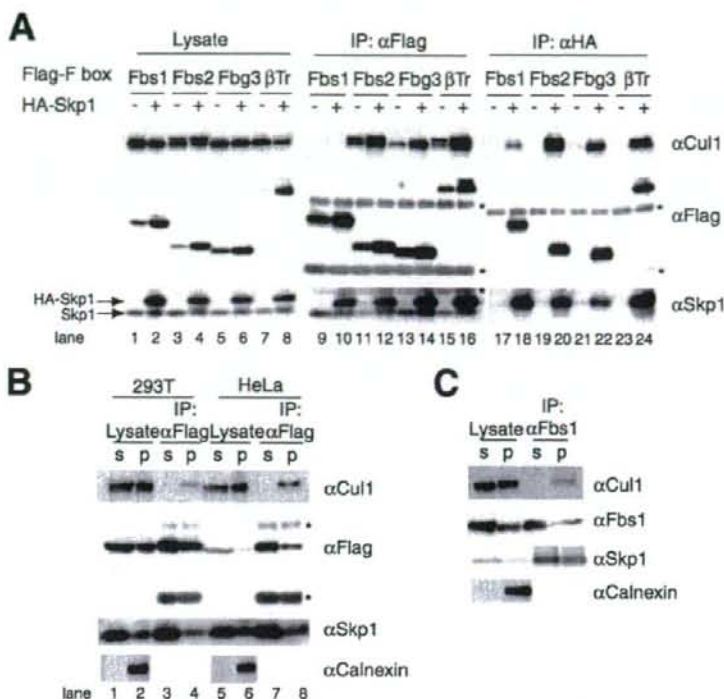 A
Lysate IP: αFlag IP: αHA
Flag-F box Fbs1 Fbs2 Fbg3 βTr Fbs1 Fbs2 Fbg3 βTr Fbs1 Fbs2 Fbg3 βTr
HA-Skp1 - + - + - + - + - + - + - + - + - + - + - + - +
αCul1
αFlag
HA-Skp1
Skp1
αSkp1
lane 1 2 3 4 5 6 7 8 9 10 11 12 13 14 15 16 17 18 19 20 21 22 23 24
B
293T HeLa
IP: IP:
Lysate αFlag Lysate αFlag
s p s p s p s p
αCul1
αFlag
αSkp1
αCalnexin
lane 1 2 3 4 5 6 7 8
C
IP:
Lysate αFbs1
s p s p
αCul1
αFbs1
αSkp1
αCalnexin